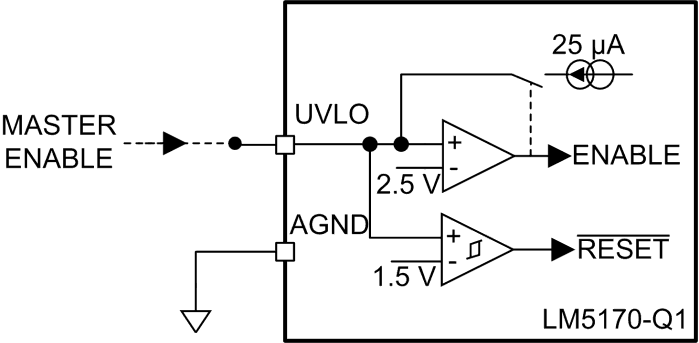 25 µA
MASTER
ENABLE
UVLO
+
-
2.5 V
ENABLE
AGND
+
-
1.5 V
RESET
LM5170-Q1